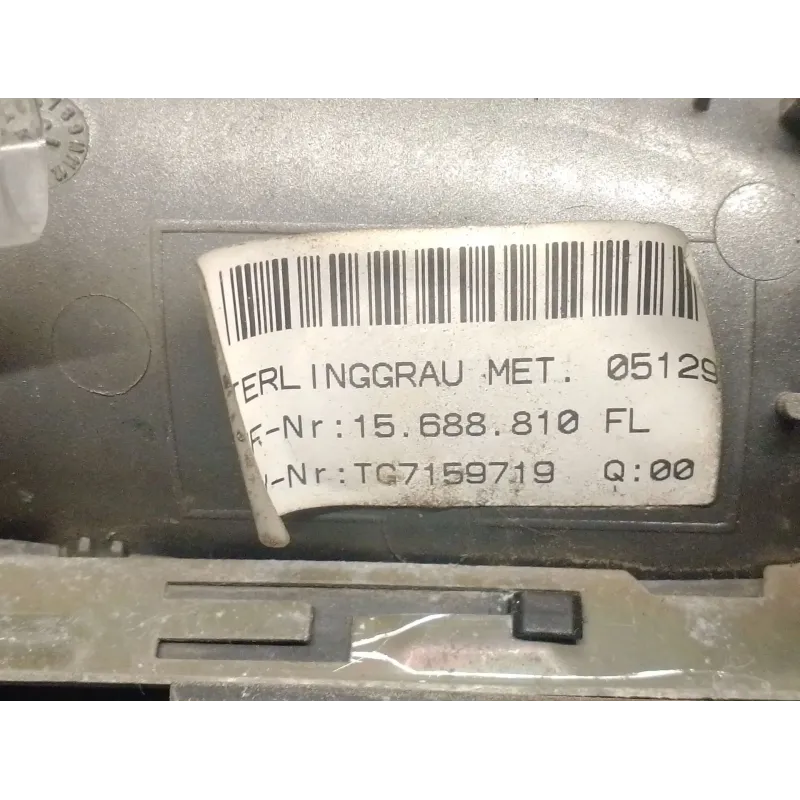 TERLINGGRAU MET. 05129
F-Nr:15.688.810 FL
-Nr:TG7159719 Q:00